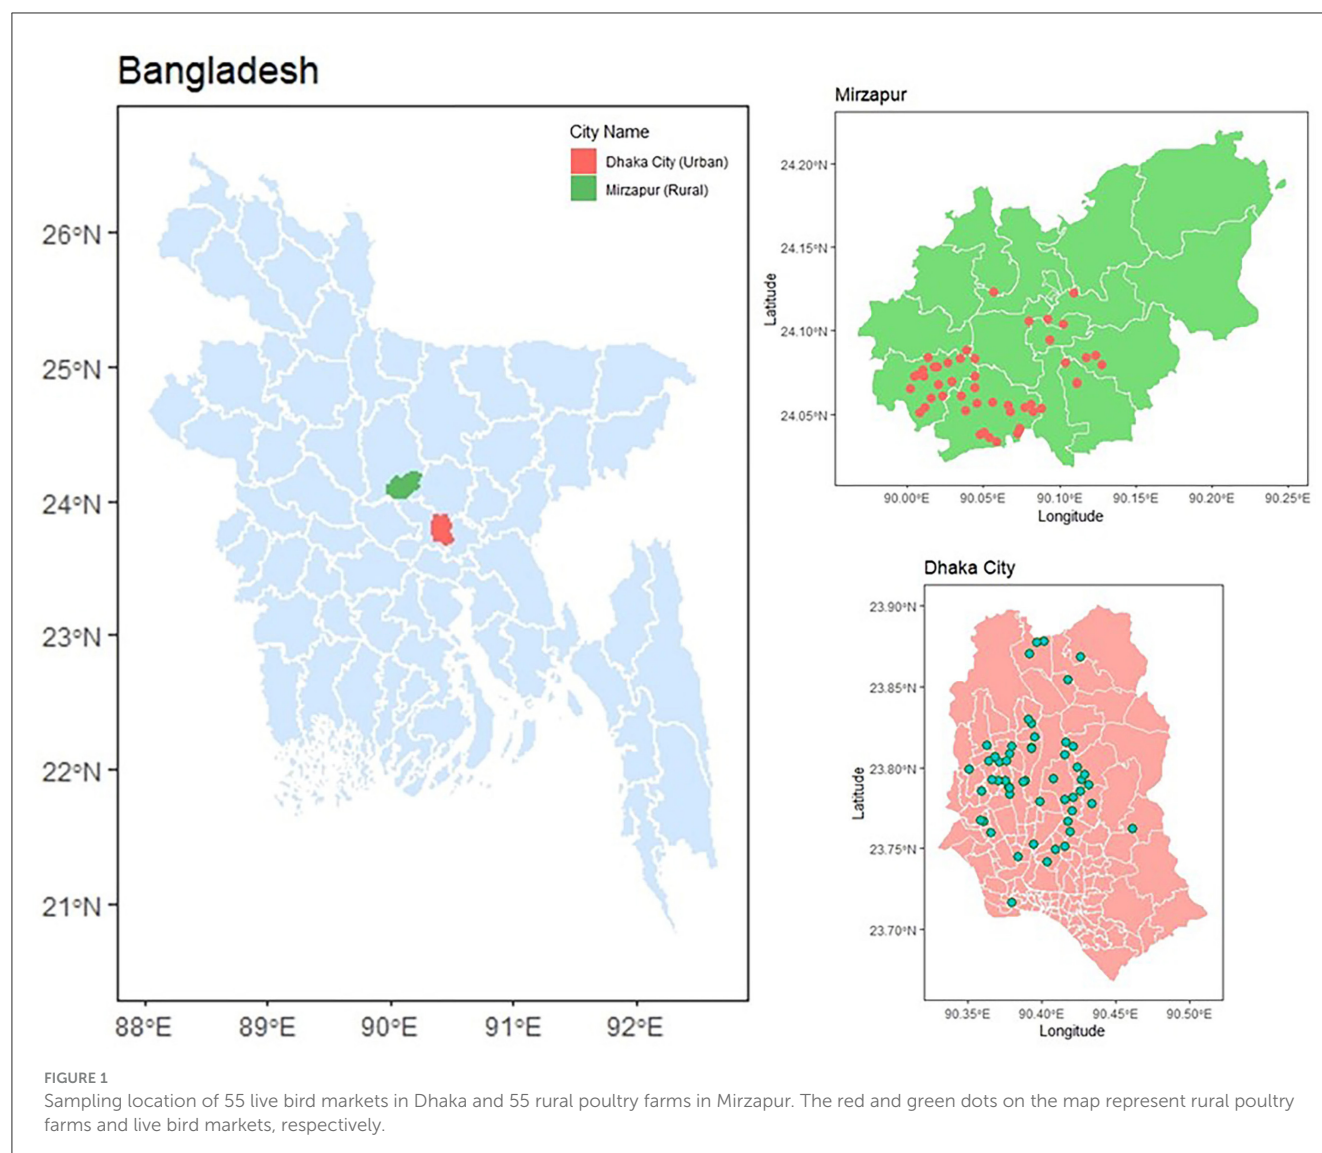 Bangladesh
City Name
Dhaka City (Urban)
Mirzapur (Rural)
26°N
25°N
24°N
23°N
22°N
21°N
88°E 89°E 90°E 91°E 92°E
Mirzapur
Latitude
24.20°N
24.15°N
24.10°N
24.05°N
90.00°E 90.05°E 90.10°E 90.15°E 90.20°E 90.25°E
Longitude
Dhaka City
Latitude
23.90°N
23.85°N
23.80°N
23.75°N
23.70°N
90.35°E 90.40°E 90.45°E 90.50°E
Longitude
FIGURE 1
Sampling location of 55 live bird markets in Dhaka and 55 rural poultry farms in Mirzapur. The red and green dots on the map represent rural poultry
farms and live bird markets, respectively.